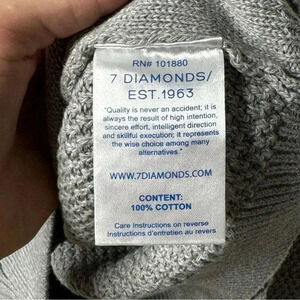 RN# 101880
7 DIAMONDS/
EST.1963
"Quality is never an accident; it is
always the result of high intention,
sincere effort, intelligent direction
and skillful execution; it represents
the wise choice among many
alternatives."
WWW.7DIAMONDS.COM
CONTENT:
100% COTTON
Care Instructions on reverse
Instructions d'entretien au revers